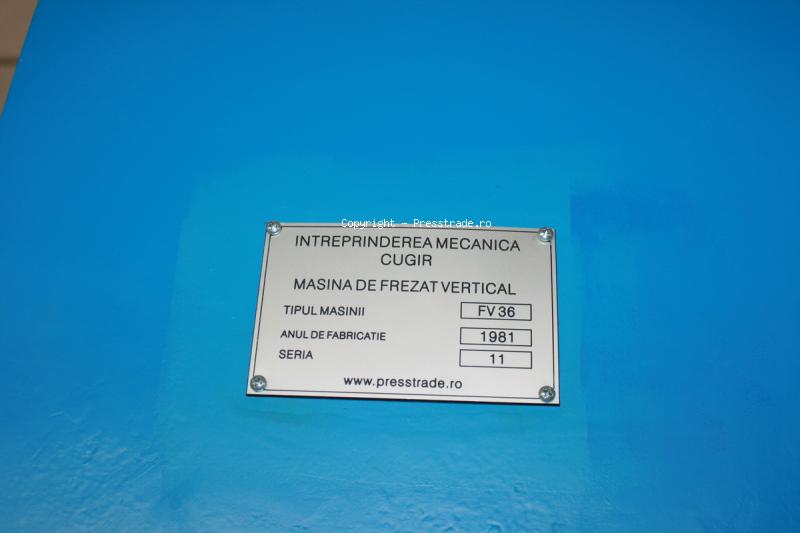 Copyright - Presstrade.ro
INTREPRINDEREA MECANICA
CUGIR
MASINA DE FREZAT VERTICAL
TIPUL MASINII FV 36
ANUL DE FABRICATIE 1981
SERIA 11
www.presstrade.ro